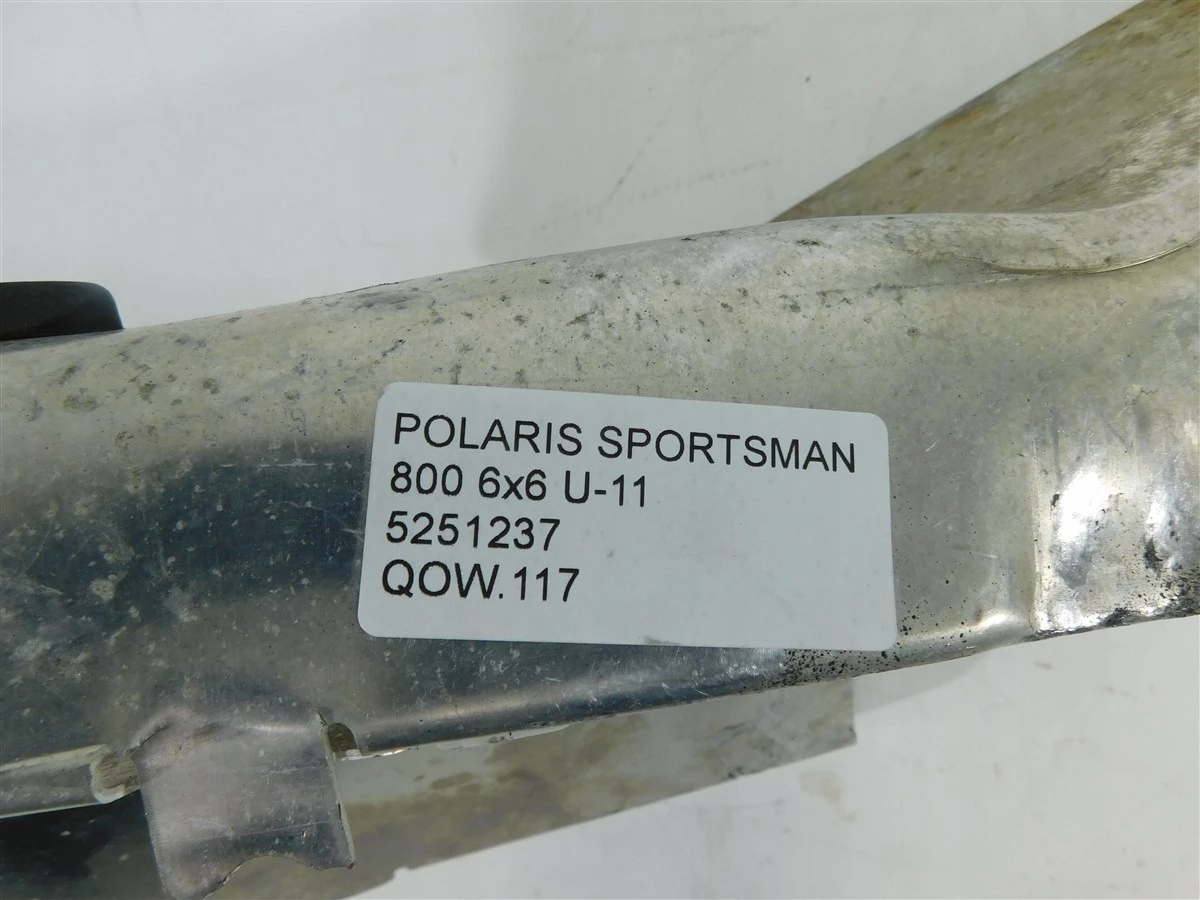 POLARIS SPORTSMAN
800 6x6 U-11
5251237
QOW.117